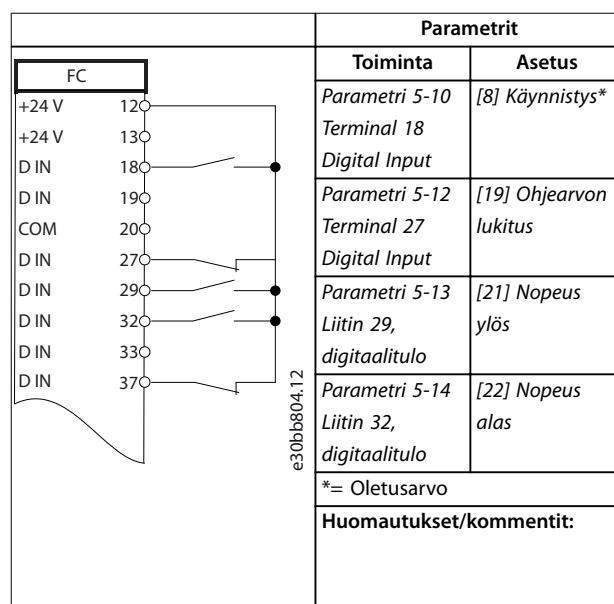 FC
+24 V 12
+24 V 13
D IN 18
D IN 19
COM 20
D IN 27
D IN 29
D IN 32
D IN 33
D IN 37
e30bb804.12
Parametrit
Toiminta Asetus
Parametri 5-10 [8] Käynnistys*
Terminal 18
Digital Input
Parametri 5-12 [19] Ohjearvon
Terminal 27 lukitus
Digital Input
Parametri 5-13 [21] Nopeus
Liitin 29, ylös
digitaalitulo
Parametri 5-14 [22] Nopeus
Liitin 32, alas
digitaalitulo
*= Oletusarvo
Huomautukset/kommentit: